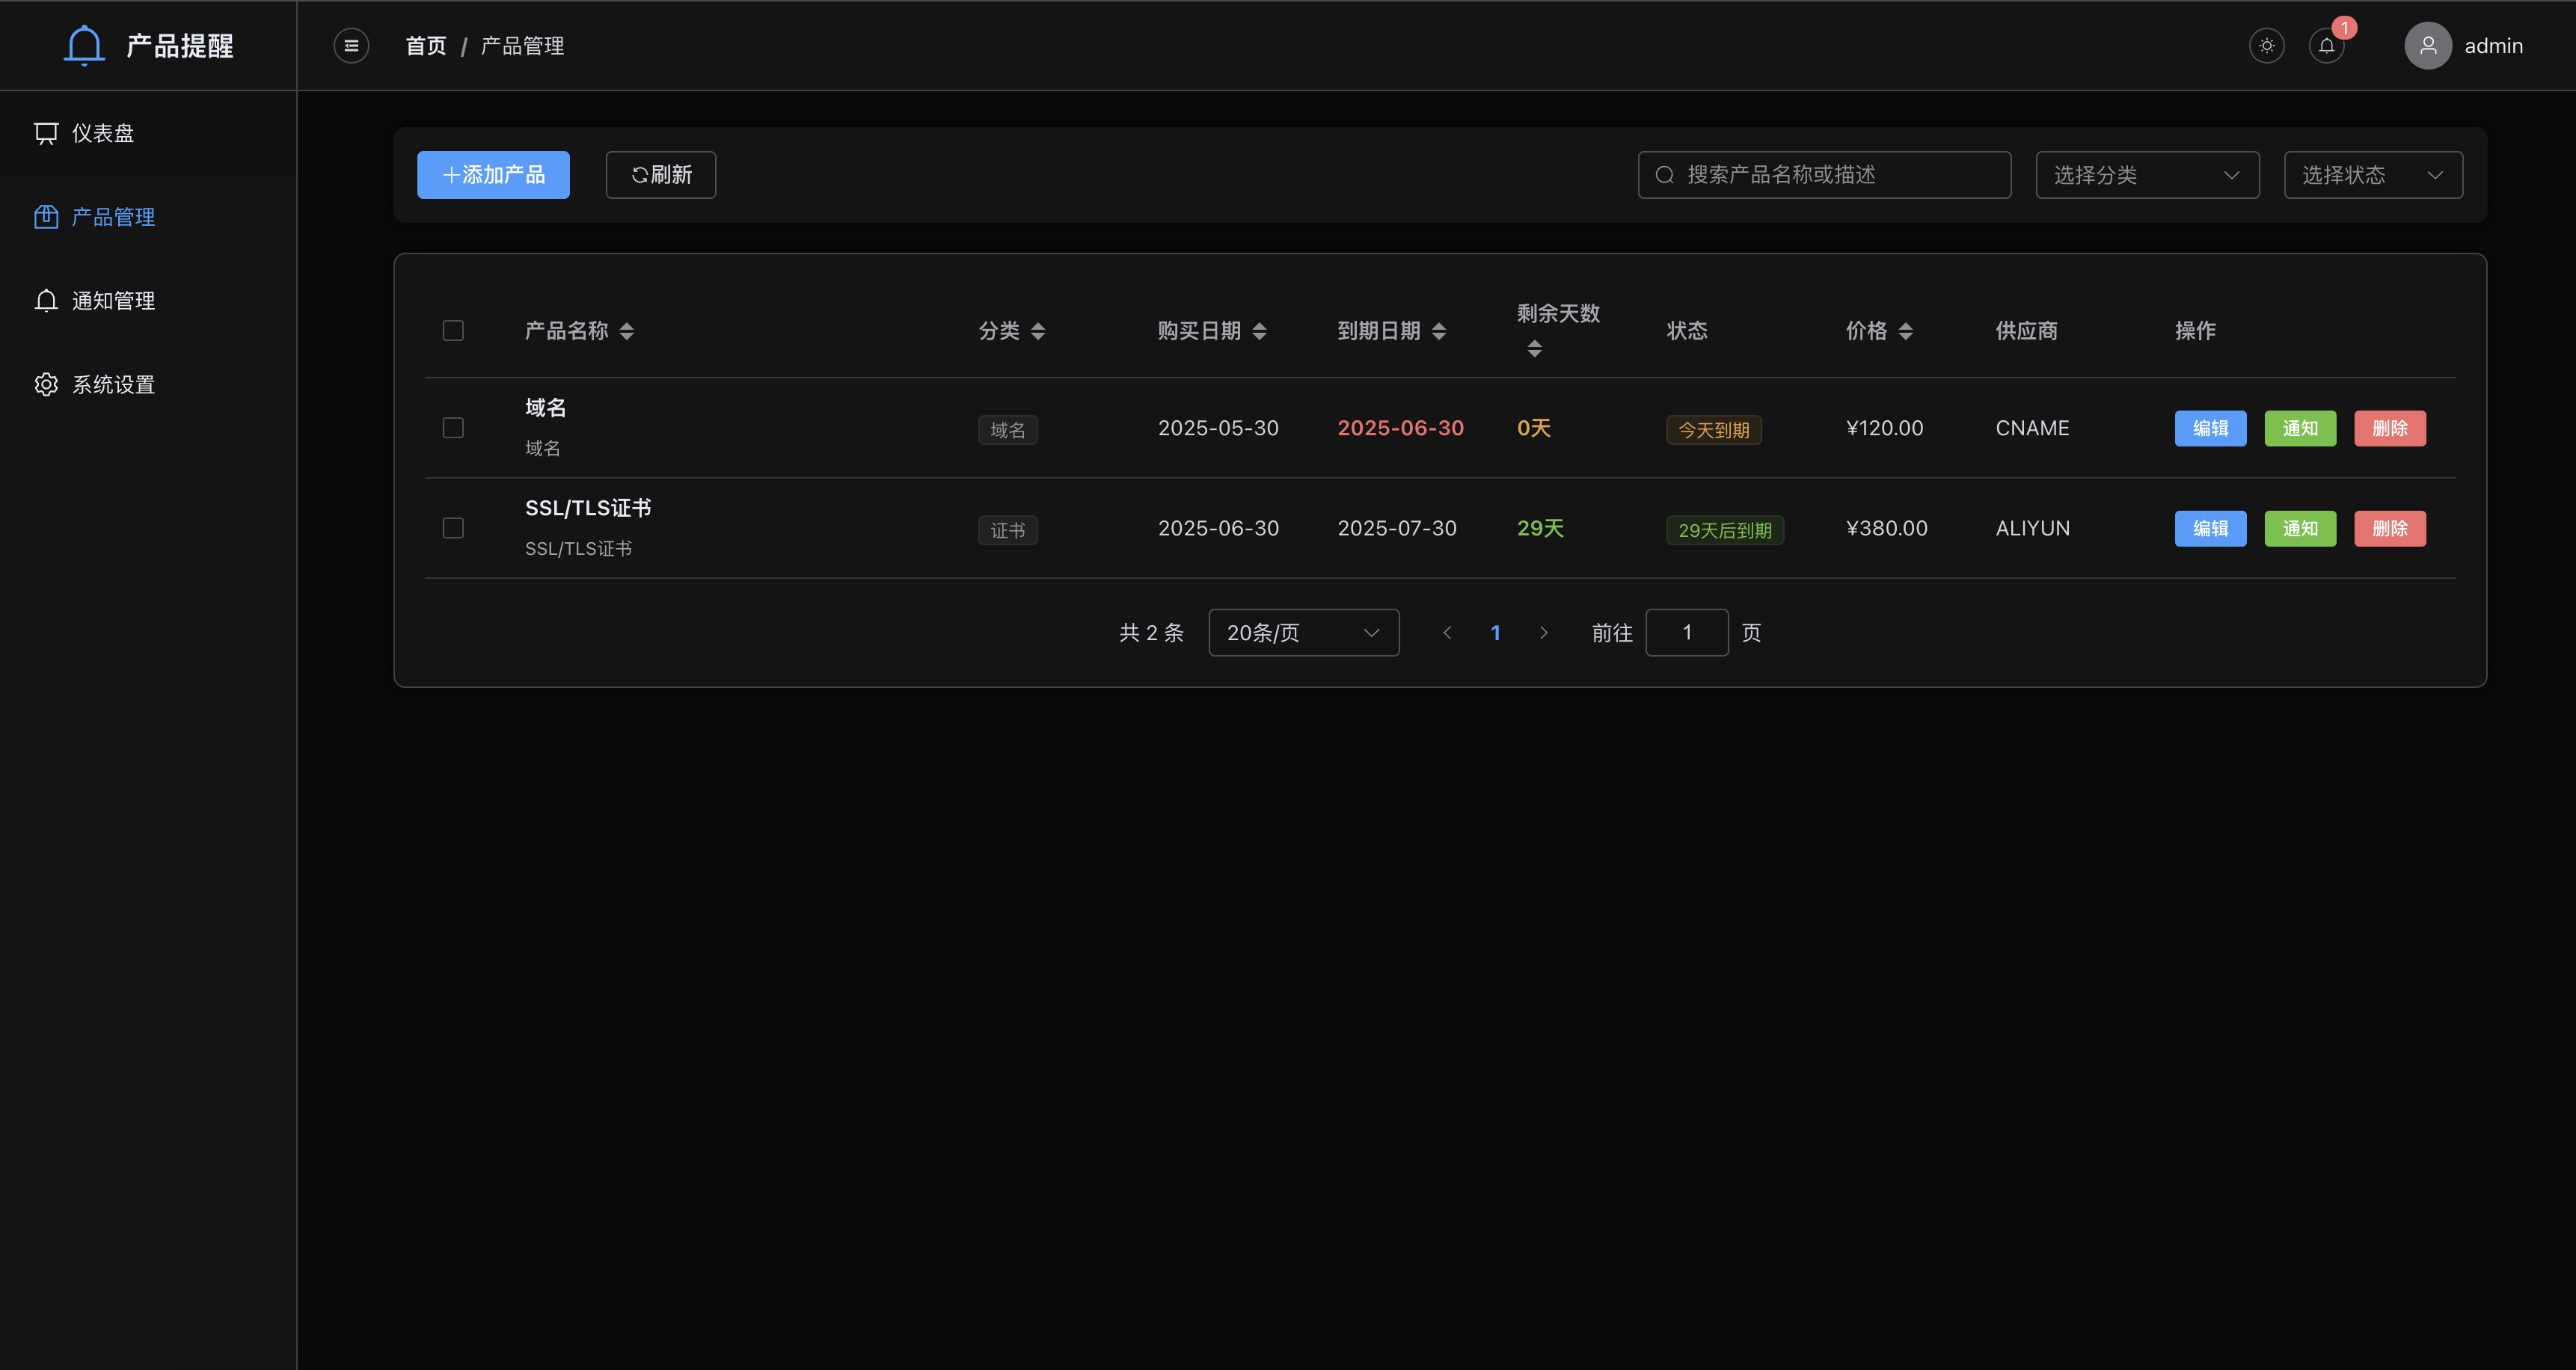 产品提醒
首页 / 产品管理
1
admin
仪表盘
产品管理
通知管理
系统设置
添加产品
刷新
搜索产品名称或描述
选择分类
选择状态
产品名称 分类 购买日期 到期日期 剩余天数 状态 价格 供应商 操作
域名
域名
域名 2025-05-30 2025-06-30 0天 今天到期 ¥120.00 CNAME 编辑 通知 删除
SSL/TLS证书
SSL/TLS证书
证书 2025-06-30 2025-07-30 29天 29天后到期 ¥380.00 ALIYUN 编辑 通知 删除
共 2 条 20条/页 1 前往 1 页